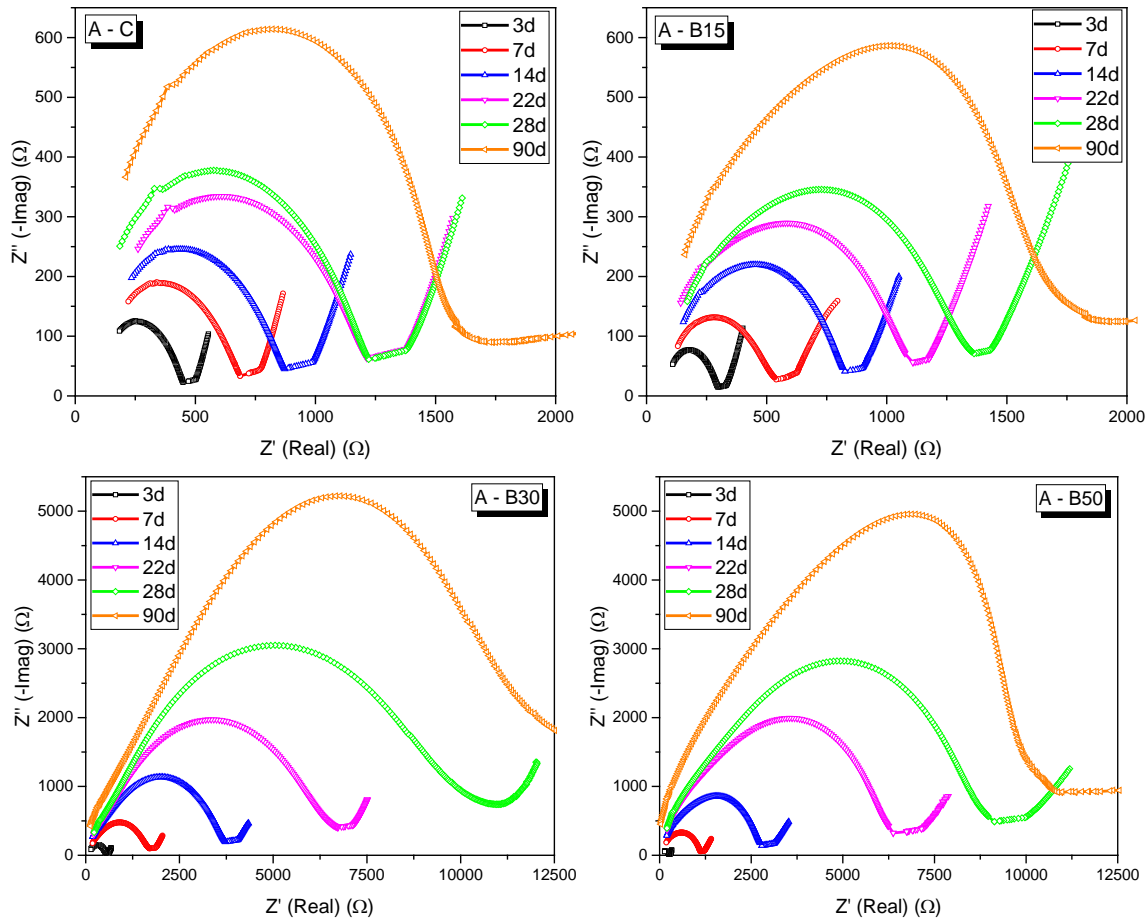 A - C
3d
7d
14d
22d
28d
90d
600
500
400
300
200
100
0
500
1000
1500
2000
Z'' (-Imag) (Ω)
Z' (Real) (Ω)
A - B15
3d
7d
14d
22d
28d
90d
600
500
400
300
200
100
0
0
500
1000
1500
2000
Z'' (-Imag) (Ω)
Z' (Real) (Ω)
A - B30
3d
7d
14d
22d
28d
90d
5000
4000
3000
2000
1000
0
0
2500
5000
7500
10000
12500
Z'' (-Imag) (Ω)
Z' (Real) (Ω)
A - B50
3d
7d
14d
22d
28d
90d
5000
4000
3000
2000
1000
0
0
2500
5000
7500
10000
12500
Z'' (-Imag) (Ω)
Z' (Real) (Ω)